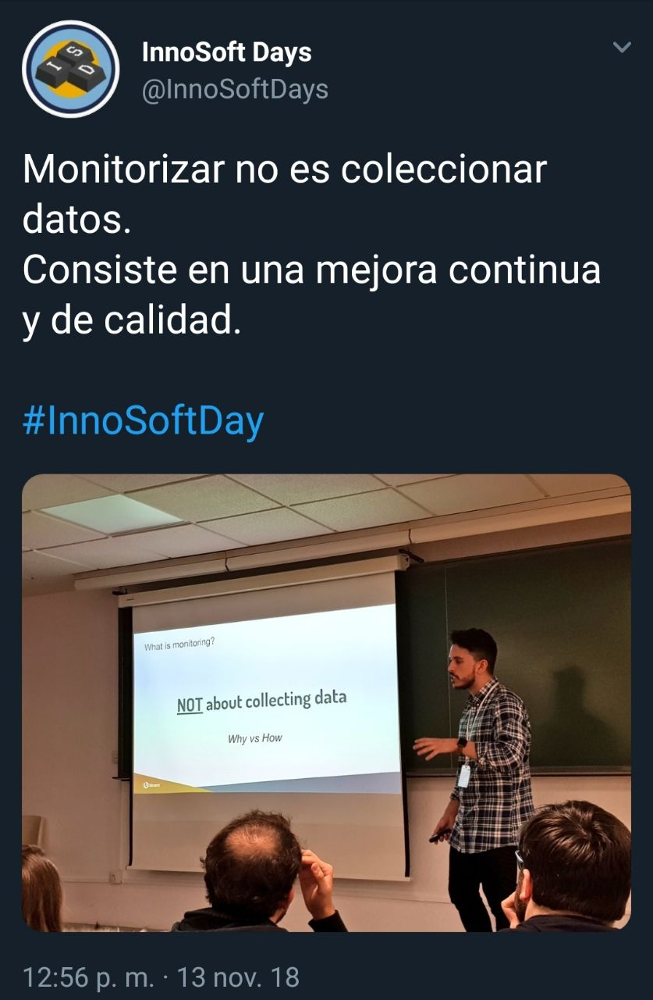 InnoSoft Days
@InnoSoftDays
Monitorizar no es coleccionar
datos.
Consiste en una mejora continua
y de calidad.
#InnoSoftDay
What is monitoring?
NOT about collecting data
Why vs How
12:56 p. m. · 13 nov. 18